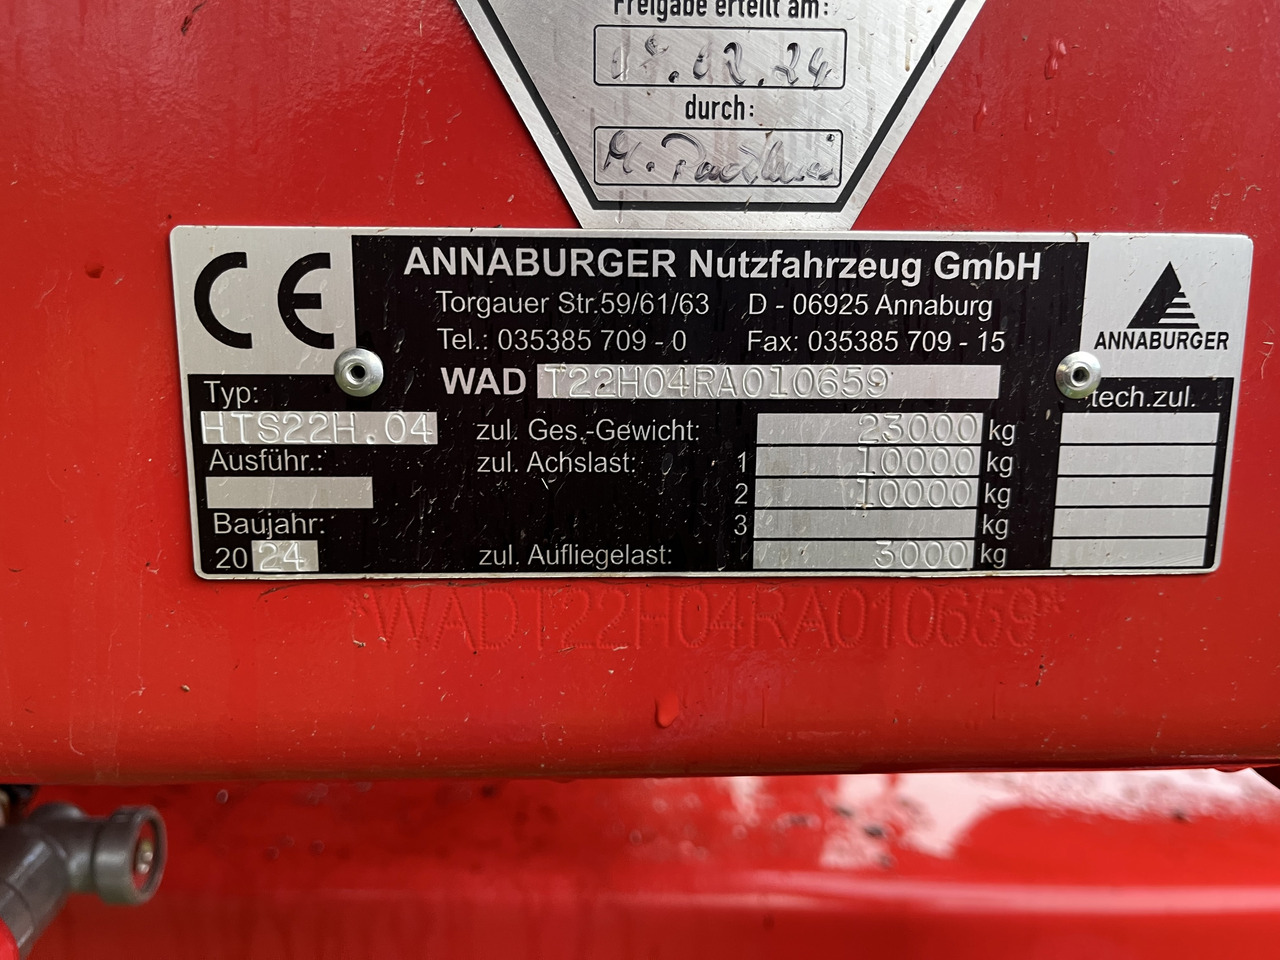 Freigabe erteilt am:
.02.24
durch:
CE
ANNABURGER Nutzfahrzeug GmbH
Torgauer Str.59/61/63 D - 06925 Annaburg
Tel.: 035385 709 - 0 Fax: 035385 709 - 15
ANNABURGER
WAD T22H04RA010659
Typ:
HTS22H.04
Ausführ.:
Baujahr:
2024
zul. Ges.-Gewicht: 23000 kg
zul. Achslast: 1 10000 kg
2 10000 kg
3 kg
zul. Aufliegelast: 3000 kg
tech.zul.
*WADT22H04RA010659*